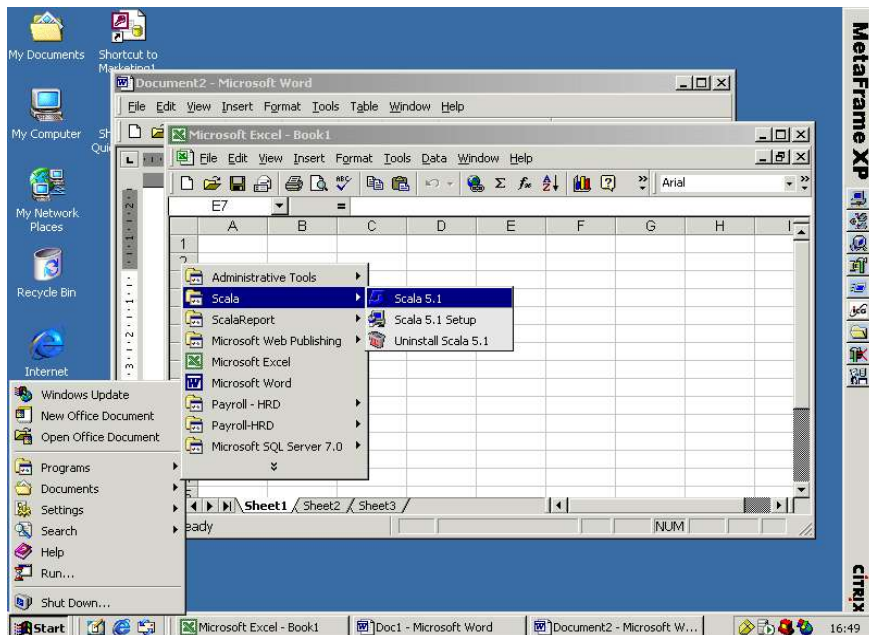 My Documents
Shortcut to
Marketing1
My Computer
My Network
Places
Recycle Bin
Internet
Document2 - Microsoft Word
File Edit View Insert Format Tools Table Window Help
Microsoft Excel - Book1
File Edit View Insert Format Tools Data Window Help
Arial
E7 =
A B C D E F G H I
1
2
Administrative Tools
Scala
ScalaReport
Microsoft Web Publishing
Microsoft Excel
Microsoft Word
Payroll - HRD
Payroll-HRD
Microsoft SQL Server 7.0
Scala 5.1
Scala 5.1 Setup
Uninstall Scala 5.1
Sheet1 Sheet2 Sheet3
NUM
Windows Update
New Office Document
Open Office Document
Programs
Documents
Settings
Search
Help
Run...
Shut Down...
Start
Microsoft Excel - Book1
Doc1 - Microsoft Word
Document2 - Microsoft W...
16:49
MetaFrame XP
CITRIX